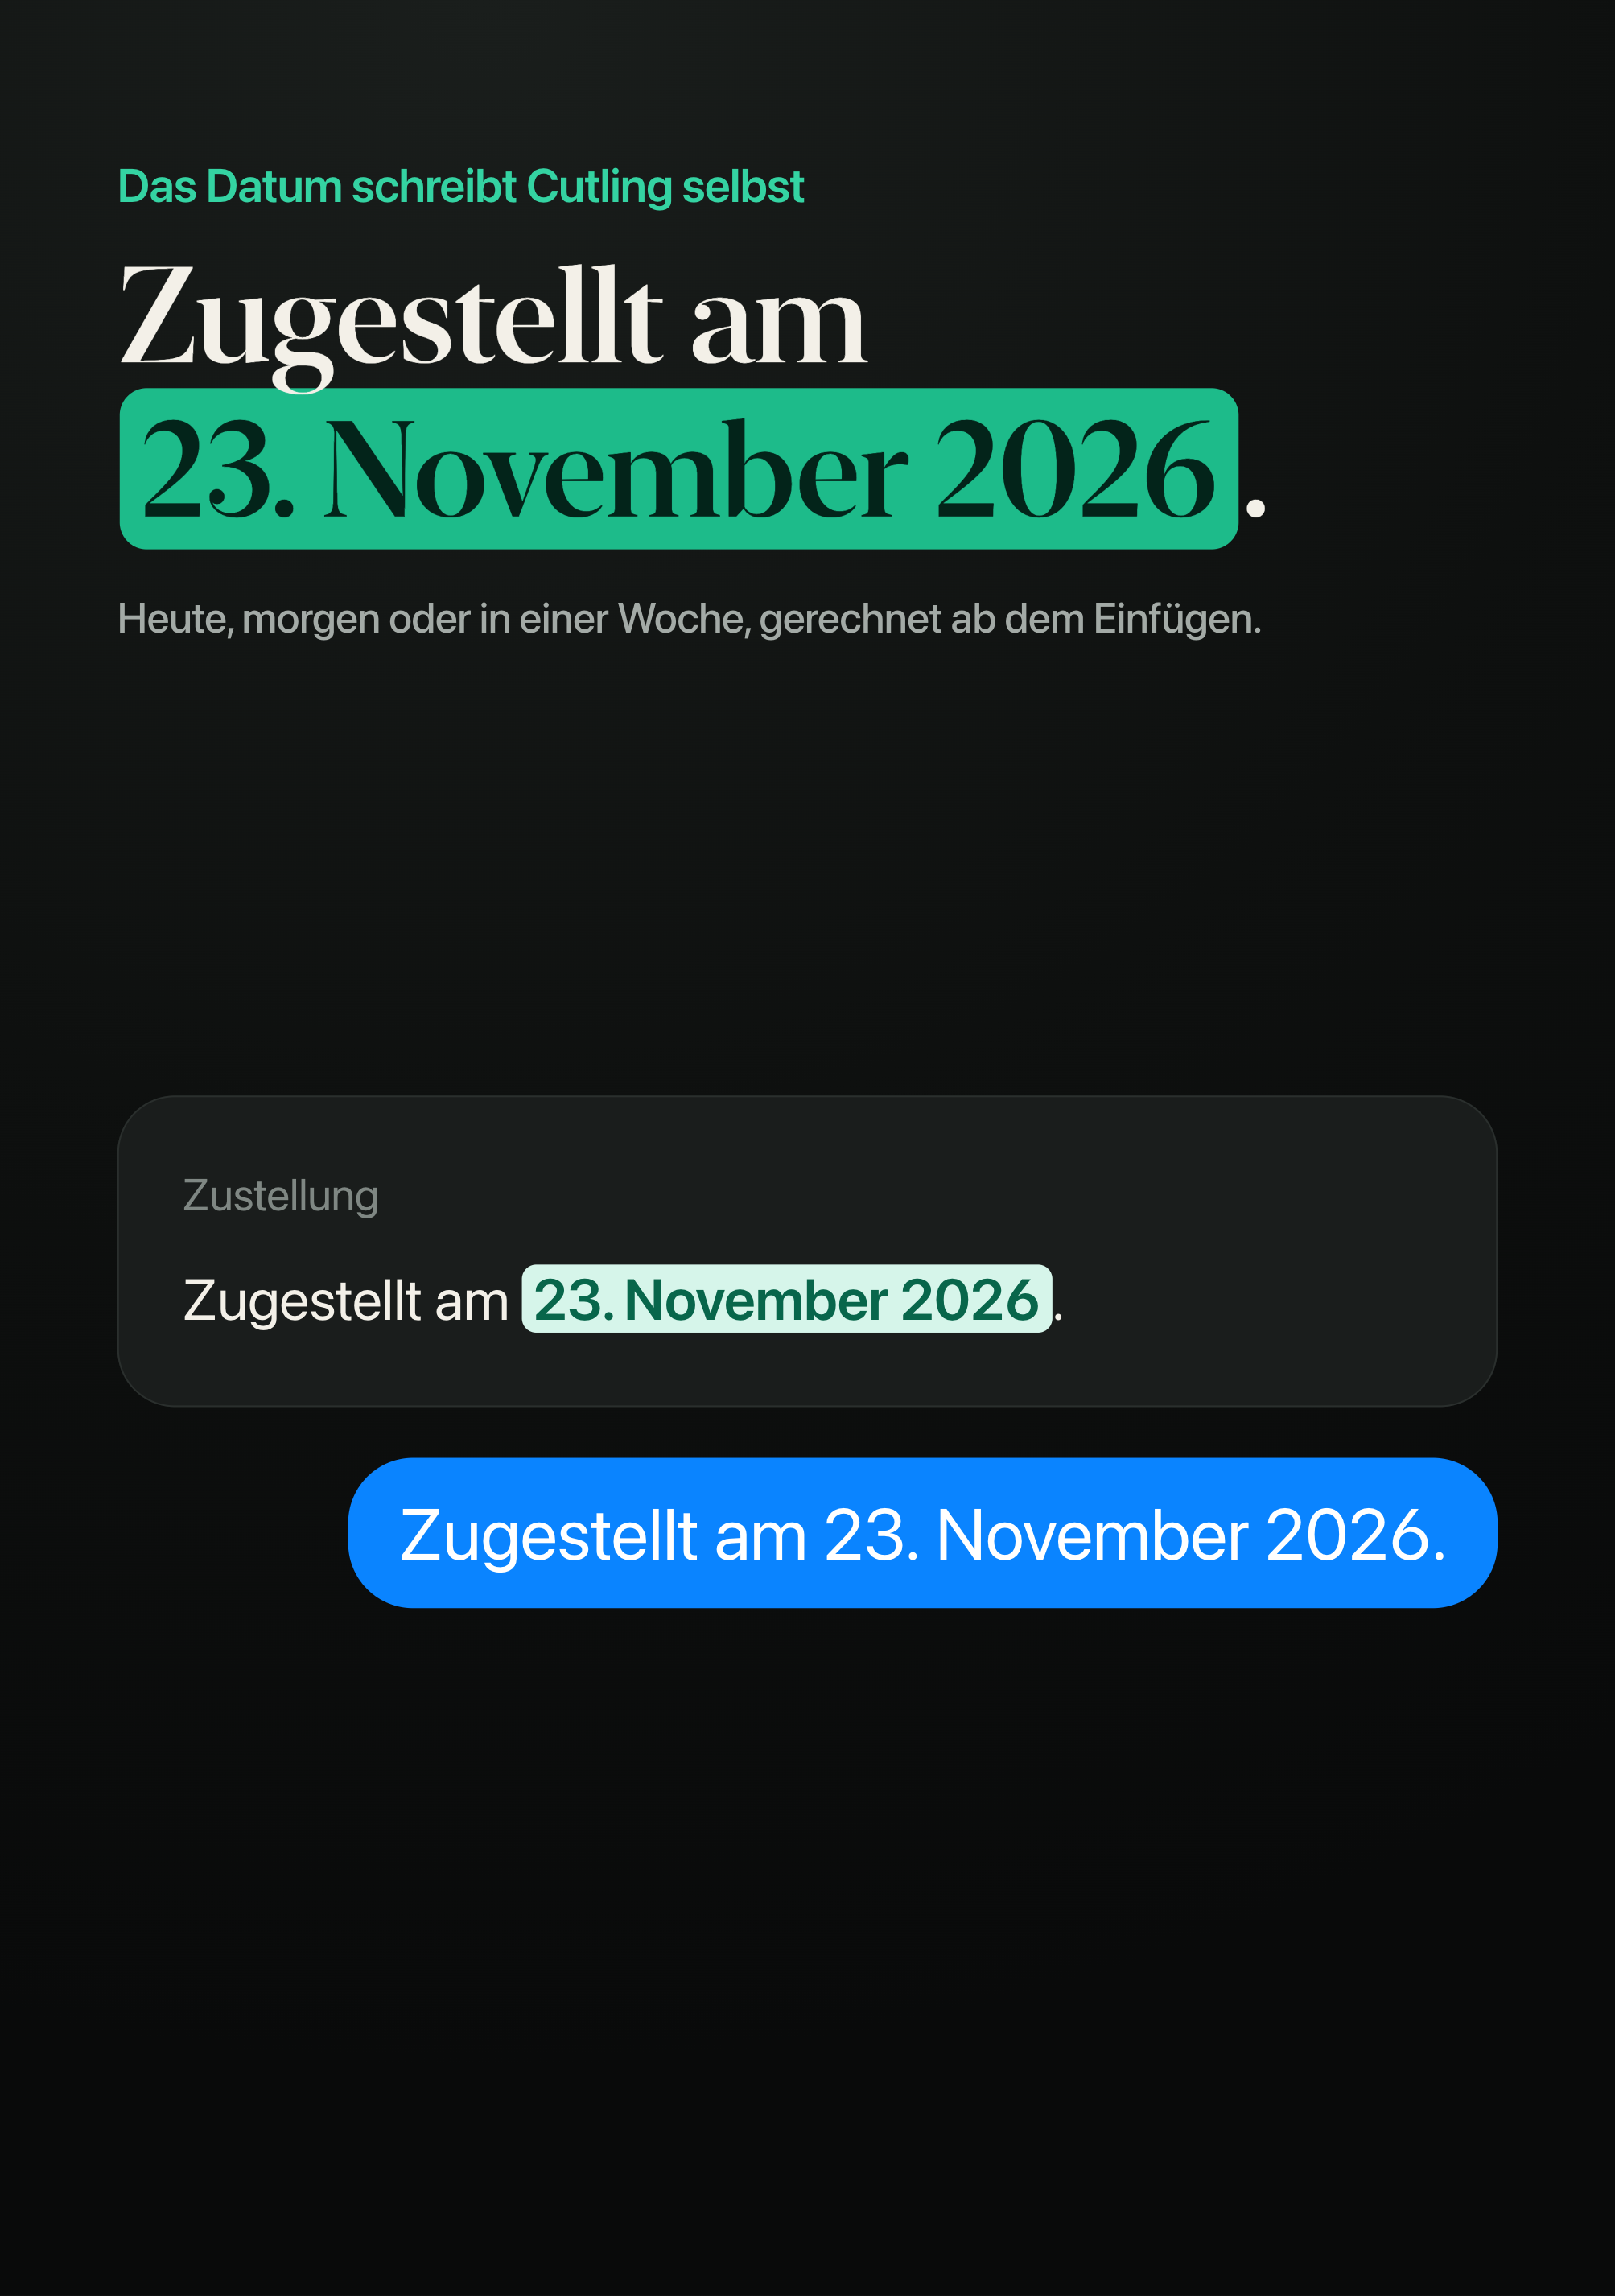 Das Datum schreibt Cutling selbst
Zugestellt am
23. November 2026.
Heute, morgen oder in einer Woche, gerechnet ab dem Einfügen.
Zustellung
Zugestellt am 23. November 2026.
Zugestellt am 23. November 2026.